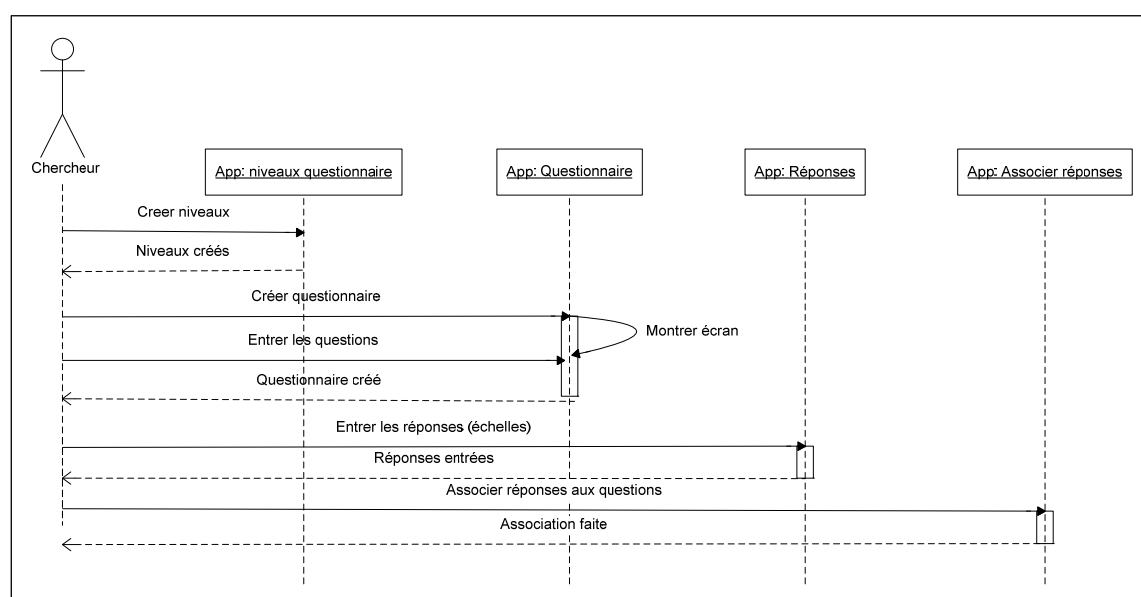 Chercheur
App: niveaux questionnaire
App: Questionnaire
App: Réponses
App: Associer réponses
Creer niveaux
Niveaux créés
Créer questionnaire
Montrer écran
Entrer les questions
Questionnaire créé
Entrer les réponses (échelles)
Réponses entrées
Associer réponses aux questions
Association faite